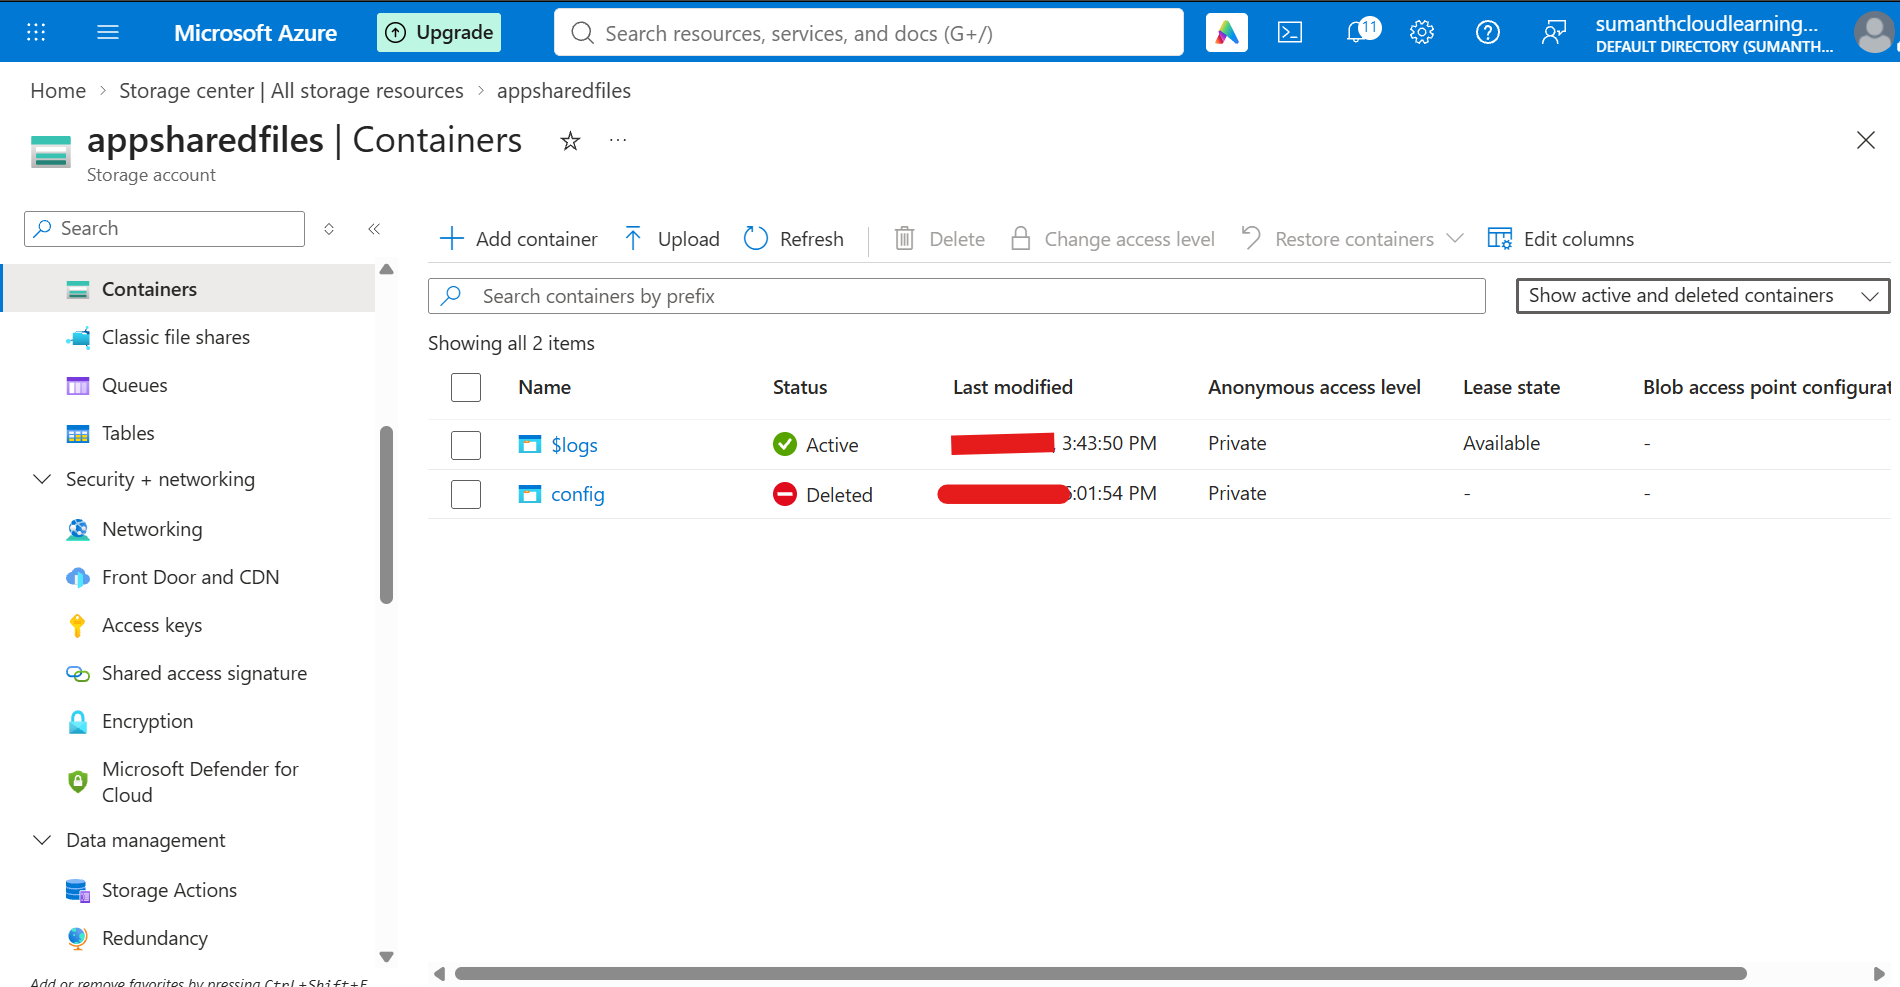 Microsoft Azure
Upgrade
Search resources, services, and docs (G+/)
11
sumanthcloudlearning...
DEFAULT DIRECTORY (SUMANTH...
Home > Storage center | All storage resources > appsharedfiles
appsharedfiles | Containers
...
Storage account
Search
Add container
Upload
Refresh
Delete
Change access level
Restore containers
Edit columns
Containers
Classic file shares
Queues
Tables
Security + networking
Networking
Front Door and CDN
Access keys
Shared access signature
Encryption
Microsoft Defender for
Cloud
Data management
Storage Actions
Redundancy
Add or remove favorites by pressing Ctrl+Shift+F
Search containers by prefix
Show active and deleted containers
Showing all 2 items
Name Status Last modified Anonymous access level Lease state Blob access point configurat
$logs Active 3:43:50 PM Private Available -
config Deleted :01:54 PM Private - -